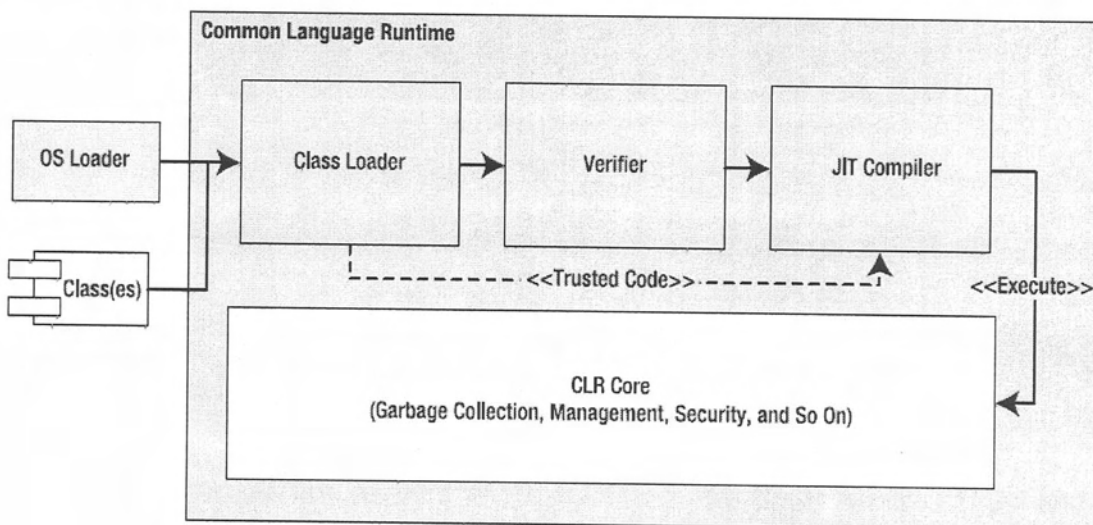 Common Language Runtime
OS Loader
Class Loader
Verifier
JIT Compiler
Class(es)
<<Trusted Code>>
<<Execute>>
CLR Core
(Garbage Collection, Management, Security, and So On)